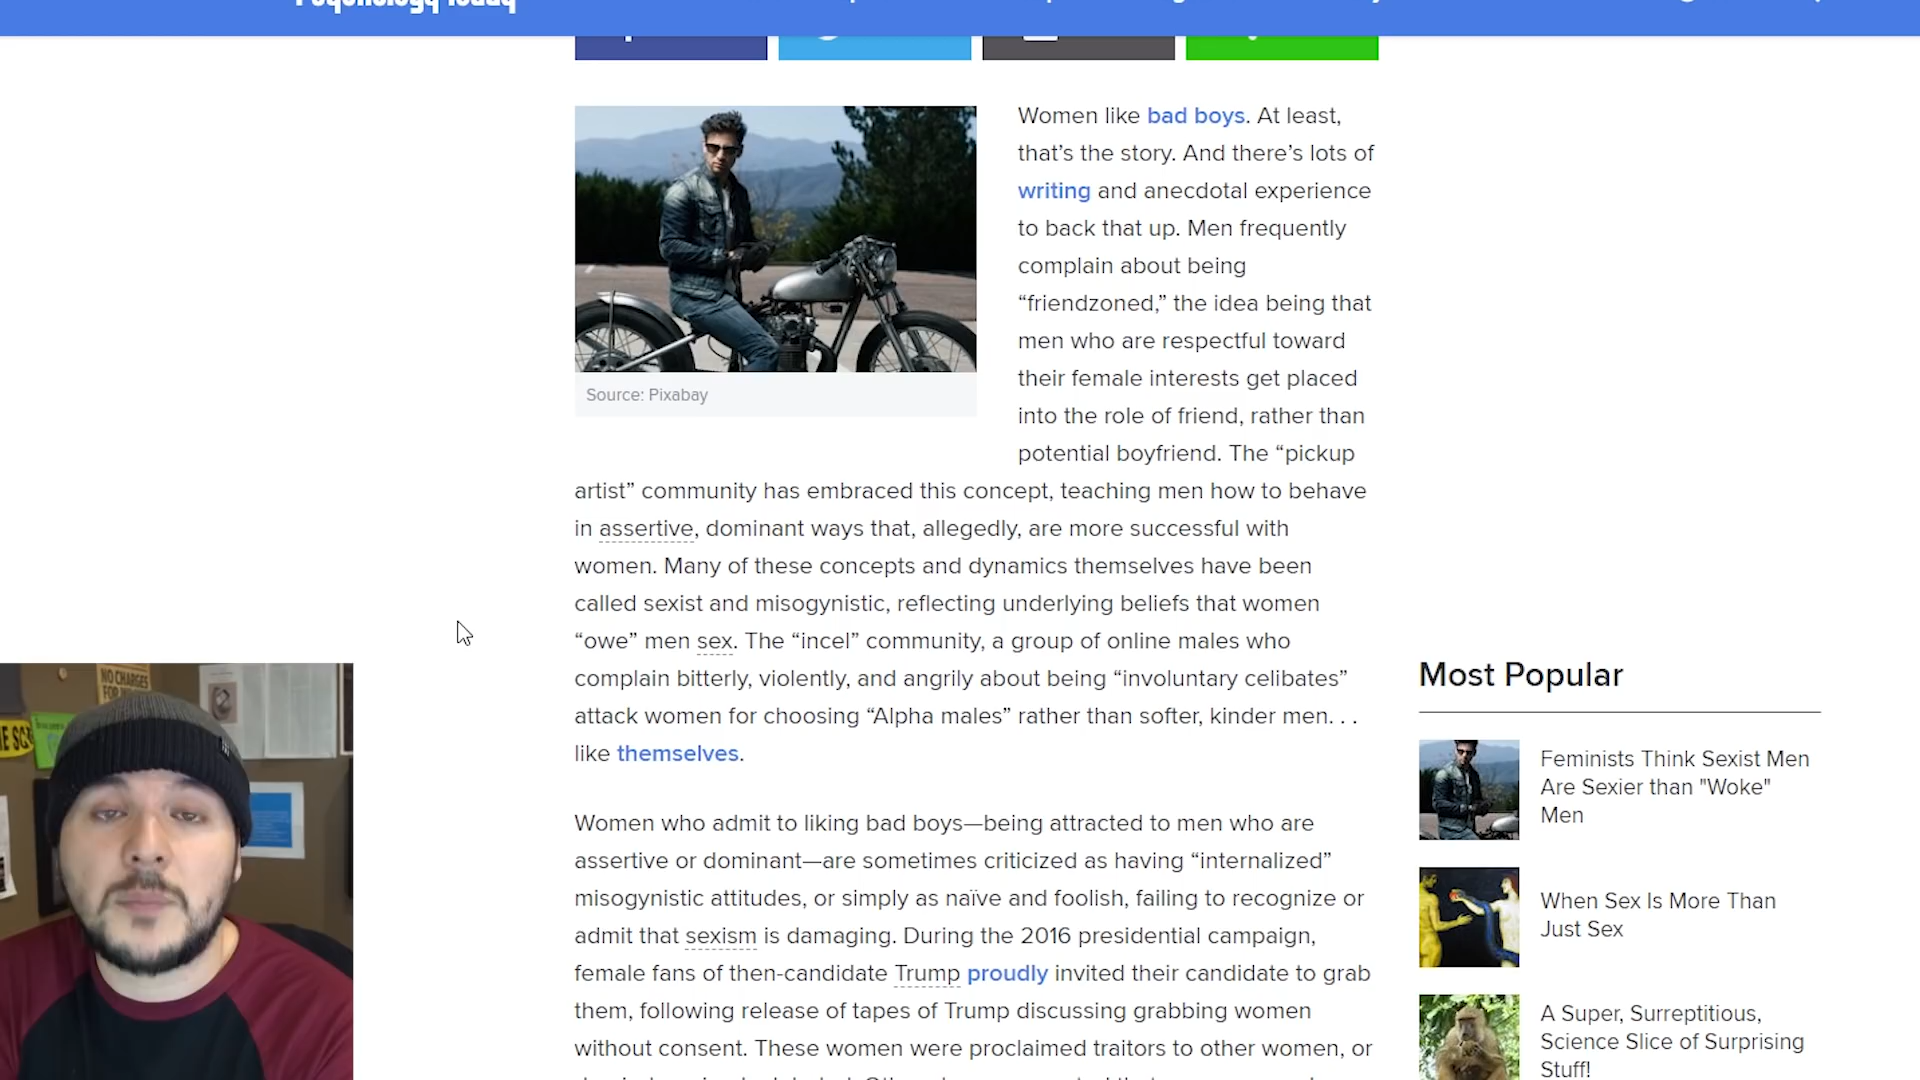 Psychology Today
Women like bad boys. At least,
that’s the story. And there’s lots of
writing and anecdotal experience
to back that up. Men frequently
complain about being
“friendzoned,” the idea being that
men who are respectful toward
their female interests get placed
into the role of friend, rather than
potential boyfriend. The “pickup
Source: Pixabay
artist” community has embraced this concept, teaching men how to behave
in assertive, dominant ways that, allegedly, are more successful with
women. Many of these concepts and dynamics themselves have been
called sexist and misogynistic, reflecting underlying beliefs that women
“owe” men sex. The “incel” community, a group of online males who
complain bitterly, violently, and angrily about being “involuntary celibates”
attack women for choosing “Alpha males” rather than softer, kinder men. . .
like themselves.
Women who admit to liking bad boys—being attracted to men who are
assertive or dominant—are sometimes criticized as having “internalized”
misogynistic attitudes, or simply as naïve and foolish, failing to recognize or
admit that sexism is damaging. During the 2016 presidential campaign,
female fans of then-candidate Trump proudly invited their candidate to grab
them, following release of tapes of Trump discussing grabbing women
without consent. These women were proclaimed traitors to other women, or
Most Popular
Feminists Think Sexist Men
Are Sexier than "Woke"
Men
When Sex Is More Than
Just Sex
A Super, Surreptitious,
Science Slice of Surprising
Stuff!
NO CHARGES
FOR